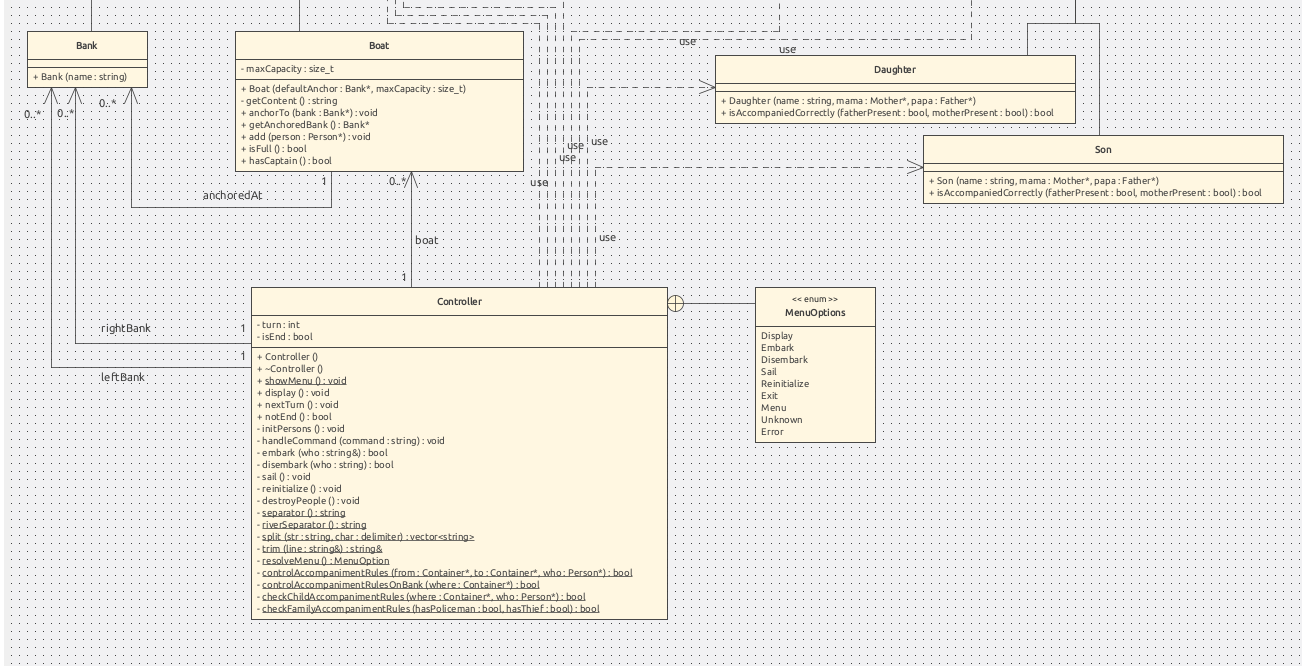 Bank
+ Bank (name : string)
0..*
0..*
0..*
Boat
- maxCapacity : size_t
+ Boat (defaultAnchor : Bank*, maxCapacity : size_t)
- getContent () : string
+ anchorTo (bank : Bank*) : void
+ getAnchoredBank () : Bank*
+ add (person : Person*) : void
+ isFull () : bool
+ hasCaptain () : bool
1
anchoredAt
0..*
boat
1
use
use
Daughter
+ Daughter (name : string, mama : Mother*, papa : Father*)
+ isAccompaniedCorrectly (fatherPresent : bool, motherPresent : bool) : bool
use
use
use
use
use
Son
+ Son (name : string, mama : Mother*, papa : Father*)
+ isAccompaniedCorrectly (fatherPresent : bool, motherPresent : bool) : bool
rightBank
1
1
leftBank
Controller
- turn : int
- isEnd : bool
+ Controller ()
+ ~Controller ()
+ showMenu () : void
+ display () : void
+ nextTurn () : void
+ notEnd () : bool
- initPersons () : void
- handleCommand (command : string) : void
- embark (who : string&) : bool
- disembark (who : string) : bool
- sail () : void
- reinitialize () : void
- destroyPeople () : void
- separator () : string
- riverSeparator () : string
- split (str : string, char : delimiter) : vector<string>
- trim (line : string&) : string&
- resolveMenu () : MenuOption
- controlAccompanimentRules (from : Container*, to : Container*, who : Person*) : bool
- controlAccompanimentRulesOnBank (where : Container*) : bool
- checkChildAccompanimentRules (where : Container*, who : Person*) : bool
- checkFamilyAccompanimentRules (hasPoliceman : bool, hasThief : bool) : bool
<< enum >>
MenuOptions
Display
Embark
Disembark
Sail
Reinitialize
Exit
Menu
Unknown
Error